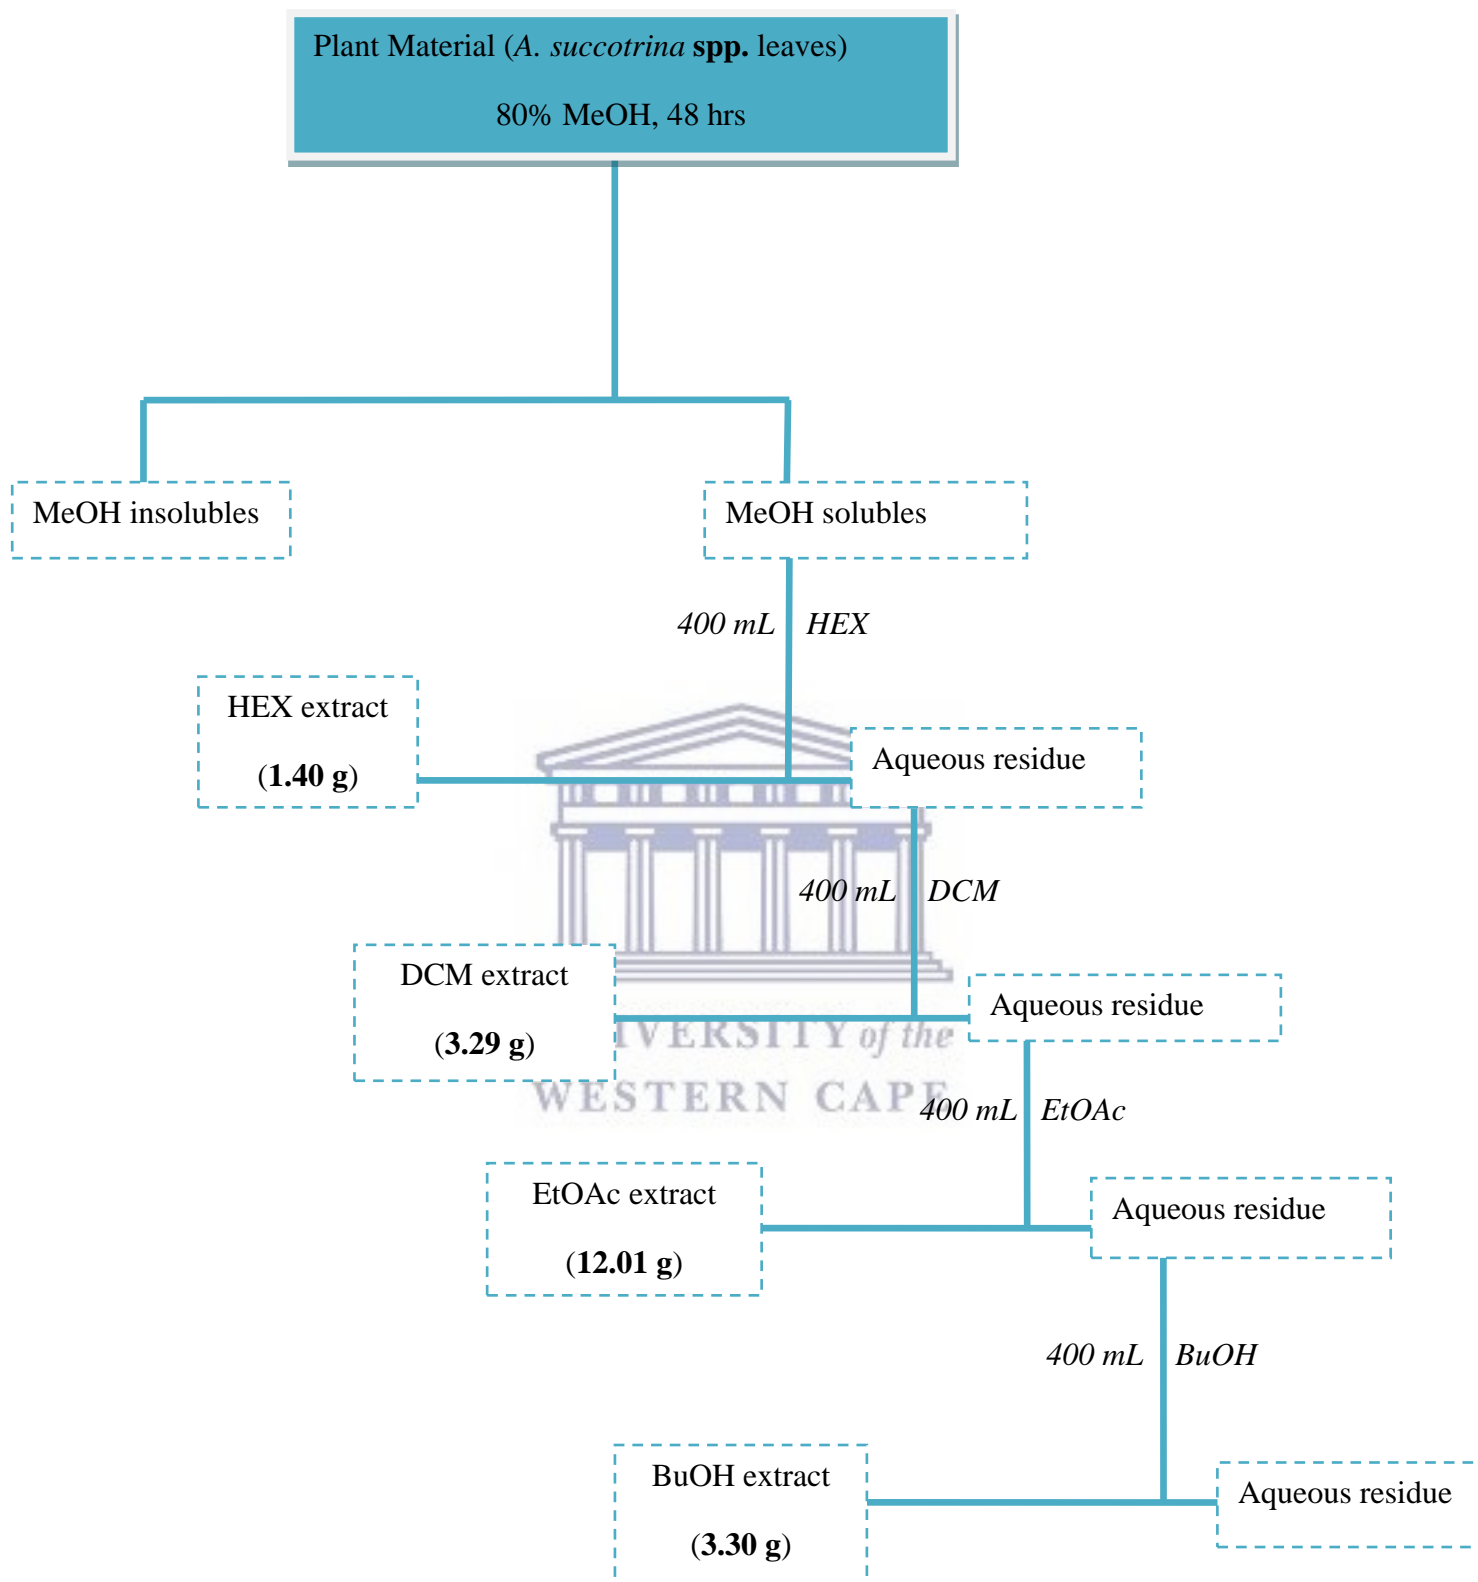 Plant Material (A. succotrina spp. leaves)
80% MeOH, 48 hrs
MeOH insolubles
MeOH solubles
400 mL HEX
HEX extract
(1.40 g)
Aqueous residue
400 mL DCM
DCM extract
(3.29 g)
Aqueous residue
IVERSITY of the
WESTERN CAPE
400 mL EtOAc
EtOAc extract
(12.01 g)
Aqueous residue
400 mL BuOH
BuOH extract
(3.30 g)
Aqueous residue